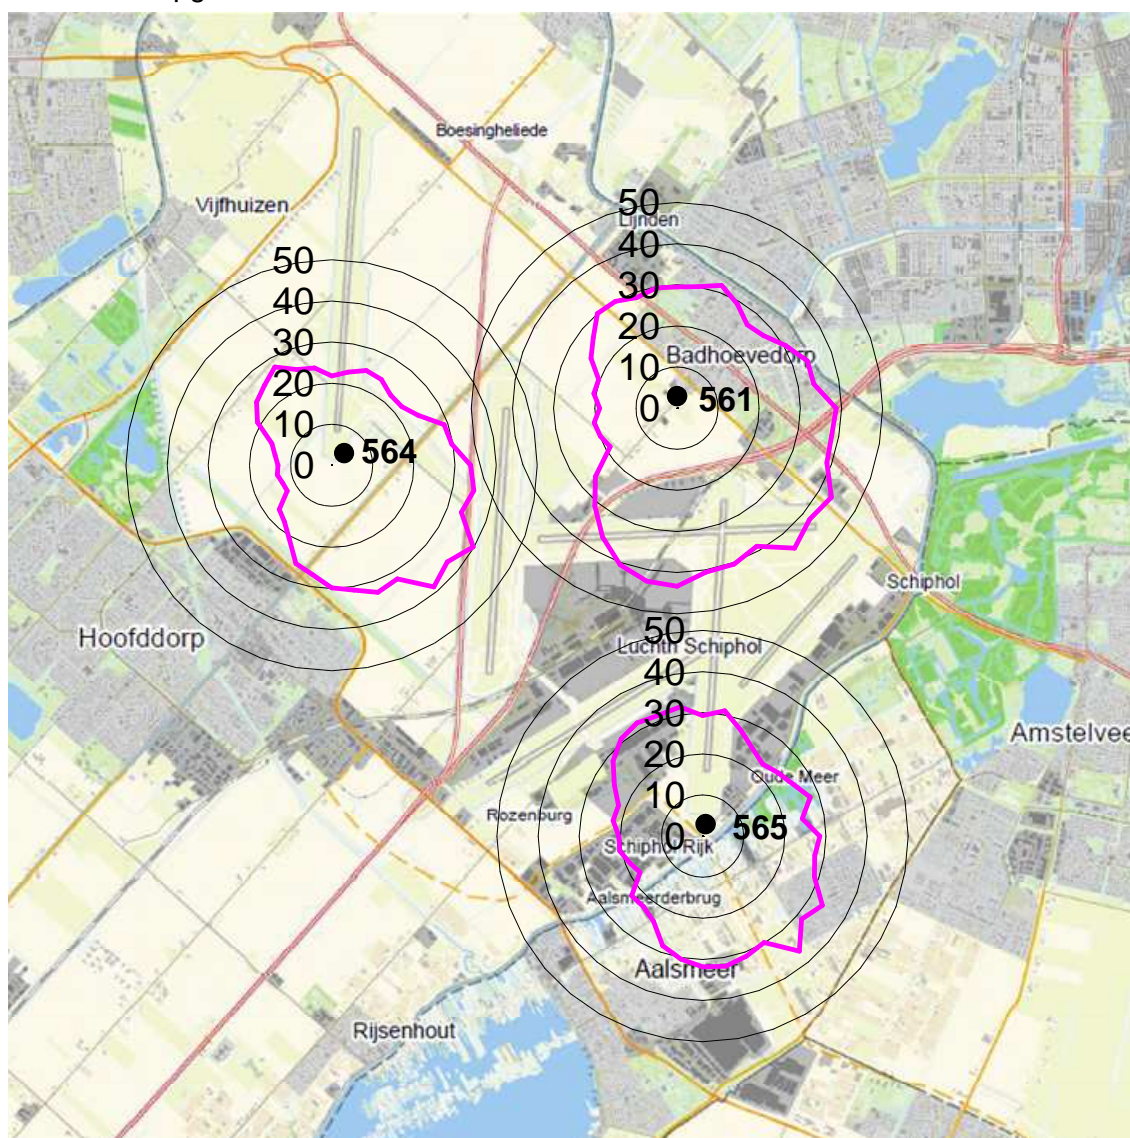 Boesingheliede
Vijfhuizen
50
40
30
20
10
0
Lijnden
Badhoevedorp
561
50
40
30
20
10
0
564
Schiphol
Hoofddorp
50
Luchth Schiphol
40
30
20
10
0
Amstelvee
Oude Meer
Rozenburg
565
Schiphol Rijk
Aalsmeerderbrug
Aalsmeer
Rijsenhout